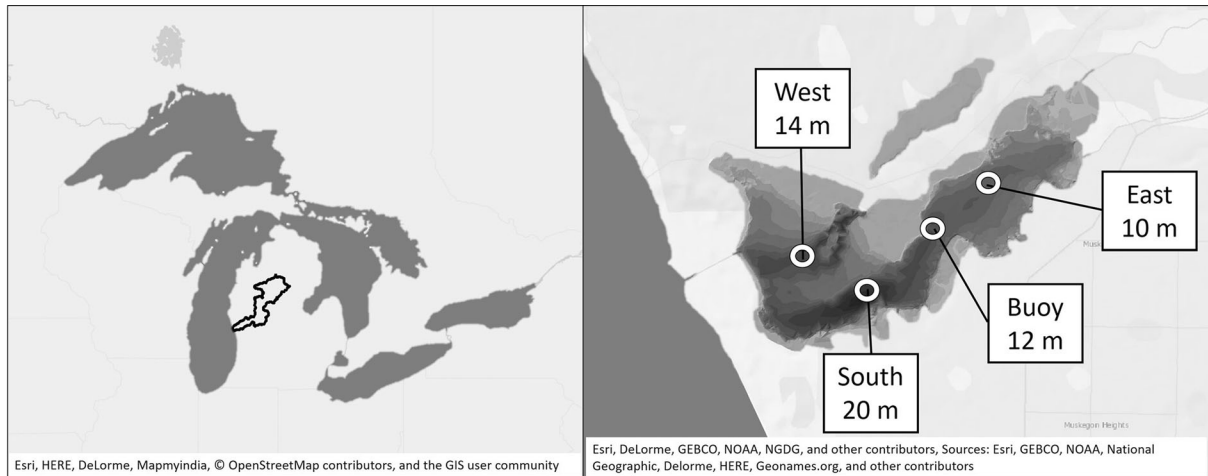 West
14 m
East
10 m
Buoy
12 m
South
20 m
Muskegon Heights
Esri, HERE, DeLorme, Mapmyindia, © OpenStreetMap contributors, and the GIS user community
Esri, DeLorme, GEBCO, NOAA, NGDG, and other contributors, Sources: Esri, GEBCO, NOAA, National
Geographic, Delorme, HERE, Geonames.org, and other contributors